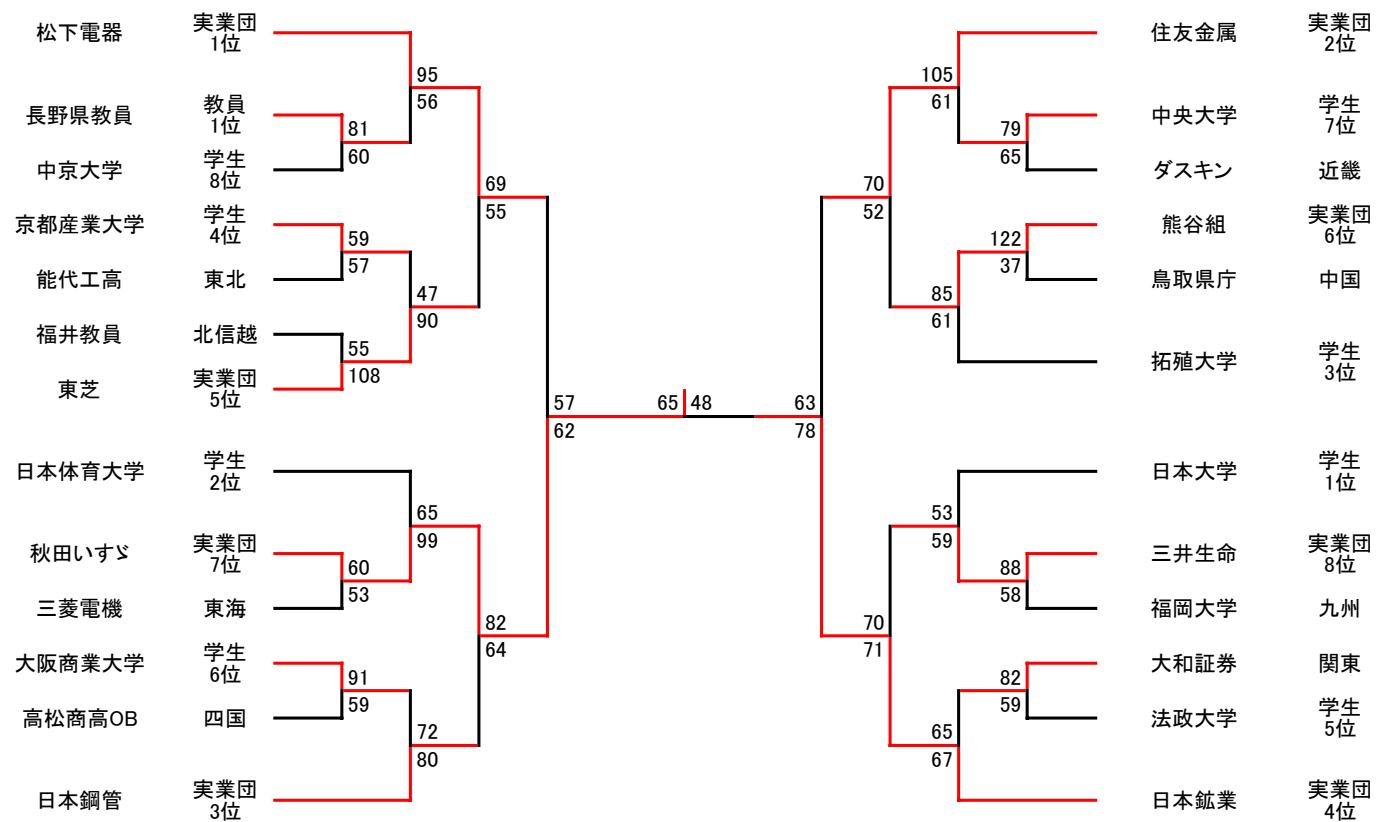 松下電器 実業団
1位
95
56
長野県教員 教員
1位
81
60
中京大学 学生
8位
69
55
京都産業大学 学生
4位
59
57
能代工高 東北
47
90
福井教員 北信越
55
108
東芝 実業団
5位
57
62
日本体育大学 学生
2位
65
99
秋田いすゞ 実業団
7位
60
53
三菱電機 東海
82
64
大阪商業大学 学生
6位
91
59
高松商高OB 四国
72
80
日本鋼管 実業団
3位
65 48
住友金属 実業団
2位
105
61
中央大学 学生
7位
79
65
ダスキン 近畿
70
52
熊谷組 実業団
6位
122
37
鳥取県庁 中国
85
61
拓殖大学 学生
3位
63
78
日本大学 学生
1位
53
59
三井生命 実業団
8位
88
58
福岡大学 九州
70
71
大和証券 関東
82
59
法政大学 学生
5位
65
67
日本鉱業 実業団
4位